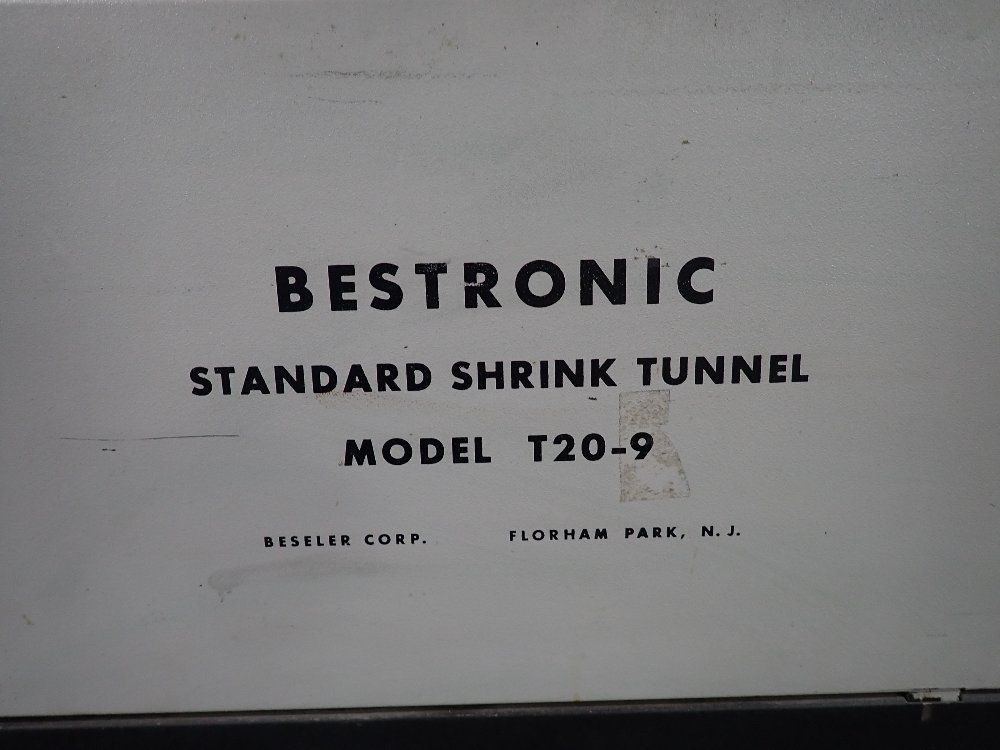 BESTRONIC
STANDARD SHRINK TUNNEL
MODEL T20-9
BESELER CORP. FLORHAM PARK, N.J.